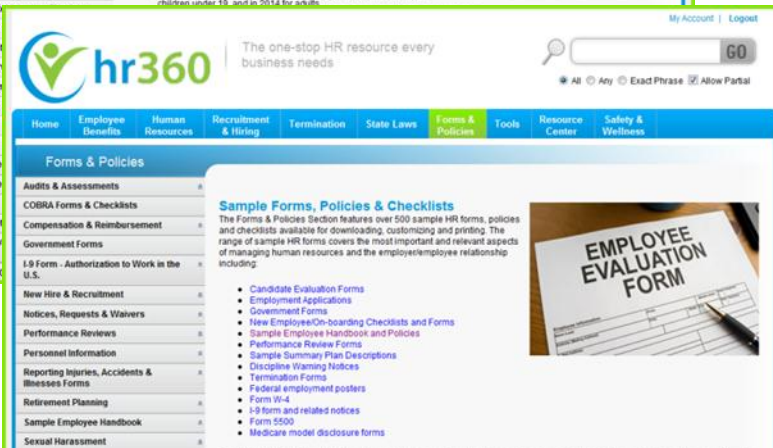 children under 19, and in 2014 for adults
My Account | Logout
hr360
The one-stop HR resource every
business needs
GO
All Any Exact Phrase Allow Partial
Home
Employee
Benefits
Human
Resources
Recruitment
& Hiring
Termination
State Laws
Forms &
Policies
Tools
Resource
Center
Safety &
Wellness
Forms & Policies
Audits & Assessments
COBRA Forms & Checklists
Compensation & Reimbursement
Government Forms
I-9 Form - Authorization to Work in the
U.S.
New Hire & Recruitment
Notices, Requests & Waivers
Performance Reviews
Personnel Information
Reporting Injuries, Accidents &
Illnesses Forms
Retirement Planning
Sample Employee Handbook
Sexual Harassment
Sample Forms, Policies & Checklists
The Forms & Policies Section features over 500 sample HR forms, policies
and checklists available for downloading, customizing and printing. The
range of sample HR forms covers the most important and relevant aspects
of managing human resources and the employer/employee relationship
including:
Candidate Evaluation Forms
Employment Applications
Government Forms
New Employee/On-boarding Checklists and Forms
Sample Employee Handbook and Policies
Performance Review Forms
Sample Summary Plan Descriptions
Discipline Warning Notices
Termination Forms
Federal employment posters
Form W-4
I-9 form and related notices
Form 5500
Medicare model disclosure forms
EMPLOYEE
EVALUATION
FORM